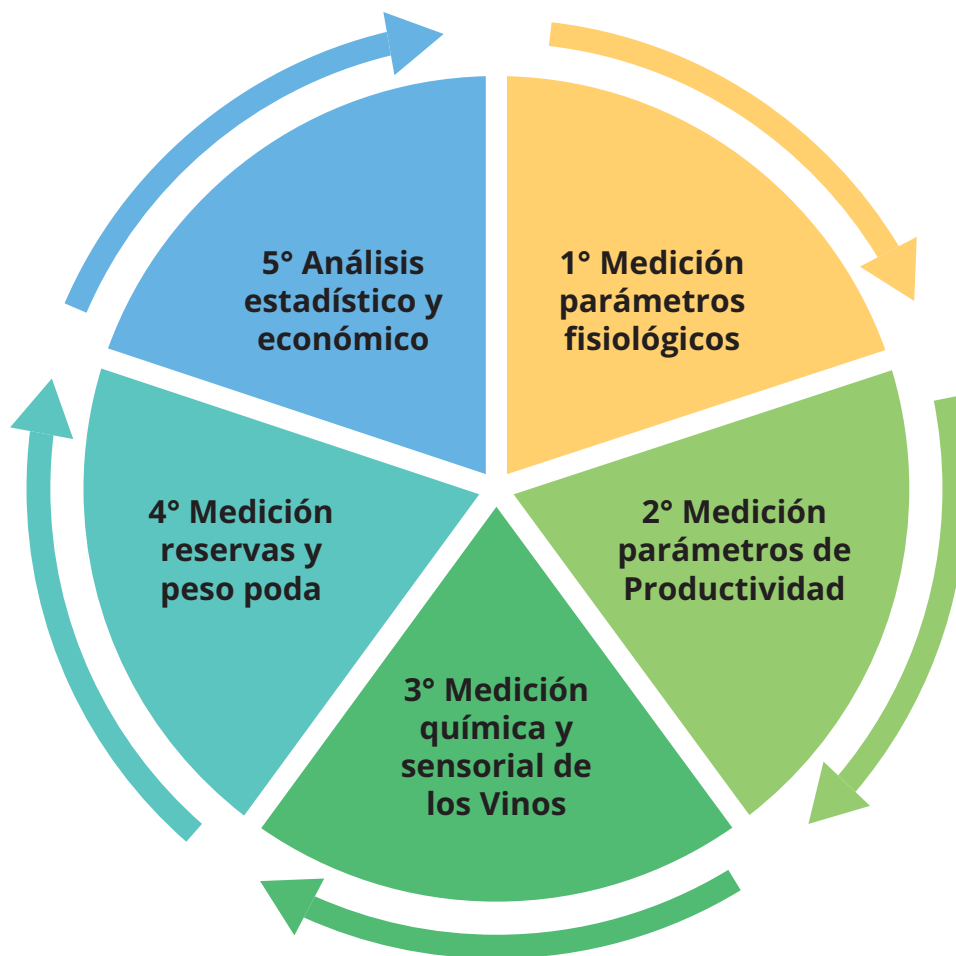 1° Medición
parámetros
fisiológicos
2° Medición
parámetros de
Productividad
3° Medición
química y
sensorial de
los Vinos
4° Medición
reservas y
peso poda
5° Análisis
estadístico y
económico